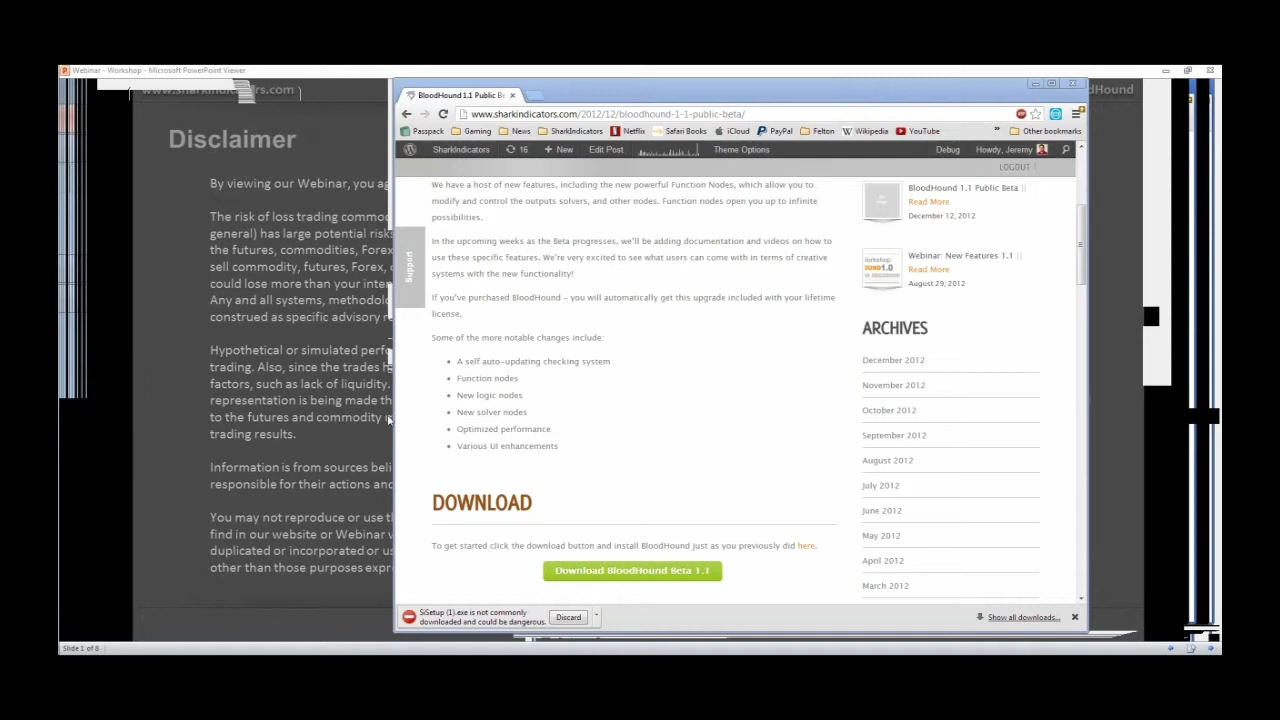 Webinar - Workshop - Microsoft PowerPoint Viewer
www.sharkindicators.com
Disclaimer
By viewing our Webinar, you ag
The risk of loss trading commod
general) has large potential risks
the futures, commodities, Forex
sell commodity, futures, Forex,
could lose more than your
Any and all systems, methodol
construed as specific advisory
Hypothetical or simulated perfo
trading. Also, since the trades h
factors, such as lack of liquidity.
representation is being made th
to the futures and commodity
trading results.
Information is from sources beli
responsible for their actions and
You may not reproduce or use th
find in our website or Webinar
duplicated or incorporated or us
other than those purposes expre
Slide 1 of 8
BloodHound 1.1 Public Be
www.sharkindicators.com/2012/12/bloodhound-1-1-public-beta/
Passpack Gaming News SharkIndicators Netflix Safari Books iCloud PayPal Felton Wikipedia YouTube » Other bookmarks
SharkIndicators 16 + New Edit Post Theme Options Debug Howdy, Jeremy
LOGOUT
Support
We have a host of new features, including the new powerful Function Nodes, which allow you to
modify and control the outputs solvers, and other nodes. Function nodes open you up to infinite
possibilities.
In the upcoming weeks as the Beta progresses, we'll be adding documentation and videos on how to
use these specific features. We're very excited to see what users can come with in terms of creative
systems with the new functionality!
If you've purchased BloodHound – you will automatically get this upgrade included with your lifetime
license.
Some of the more notable changes include:
A self auto-updating checking system
Function nodes
New logic nodes
New solver nodes
Optimized performance
Various UI enhancements
DOWNLOAD
To get started click the download button and install BloodHound just as you previously did here.
Download BloodHound Beta 1.1
BloodHound 1.1 Public Beta ||
Read More
December 12, 2012
Webinar: New Features 1.1 ||
Read More
August 29, 2012
ARCHIVES
December 2012
November 2012
October 2012
September 2012
August 2012
July 2012
June 2012
May 2012
April 2012
March 2012
SiSetup (1).exe is not commonly
downloaded and could be dangerous.
Discard
Show all downloads...